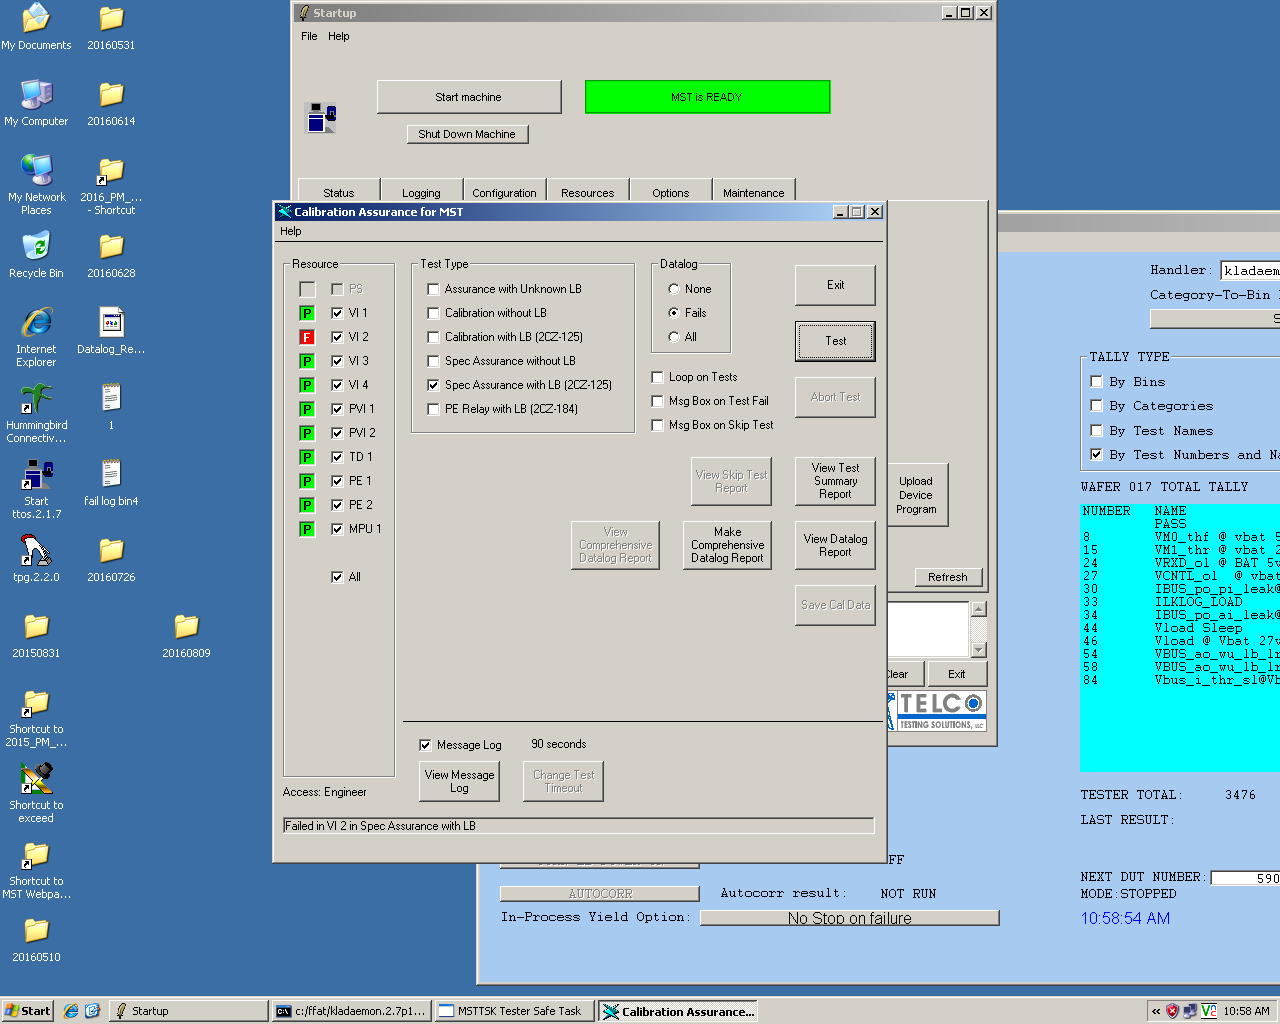 My Documents
20160531
My Computer
20160614
My Network
Places
2016_PM_...
- Shortcut
Recycle Bin
20160628
Internet
Explorer
Datalog_Re...
Hummingbird
Connectiv...
1
Start
ttos.2.1.7
fail log bin4
tpg.2.2.0
20160726
20150831
20160809
Shortcut to
2015_PM_...
Shortcut to
exceed
Shortcut to
MST Webpa...
20160510
Startup
File Help
Start machine
MST is READY
Shut Down Machine
Status
Logging
Configuration
Resources
Options
Maintenance
Calibration Assurance for MST
Help
Resource
PS
P VI 1
F VI 2
P VI 3
P VI 4
P PVI 1
P PVI 2
P TD 1
P PE 1
P PE 2
P MPU 1
All
Access: Engineer
Test Type
Assurance with Unknown LB
Calibration without LB
Calibration with LB (2CZ-125)
Spec Assurance without LB
Spec Assurance with LB (2CZ-125)
PE Relay with LB (2CZ-184)
Datalog
None
Fails
All
Loop on Tests
Msg Box on Test Fail
Msg Box on Skip Test
Exit
Test
Abort Test
View Skip Test
Report
View Test
Summary
Report
View
Comprehensive
Datalog Report
Make
Comprehensive
Datalog Report
View Datalog
Report
Save Cal Data
Message Log
90 seconds
View Message
Log
Change Test
Timeout
Failed in VI 2 in Spec Assurance with LB
Upload
Device
Program
Refresh
Clear
Exit
TELCO
TESTING SOLUTIONS, LLC
Handler: kladaemon
Category-To-Bin
S
TALLY TYPE
By Bins
By Categories
By Test Names
By Test Numbers and Na
WAFER 017 TOTAL TALLY
NUMBER NAME
PASS
8 VM0_thf @ vbat 5
15 VM1_thr @ vbat 2
24 VRXD_ol @ BAT 5v
27 VCNTL_ol @ vbat
30 IBUS_po_pi_leak@
33 ILKLOG_LOAD
34 IBUS_po_ai_leak@
44 Vload Sleep
46 Vload @ Vbat 27v
54 VBUS_ao_wu_lb_lr
58 VBUS_ao_wu_lb_lr
84 Vbus_i_thr_sl@Vb
TESTER TOTAL: 3476
LAST RESULT:
NEXT DUT NUMBER: 590
MODE:STOPPED
10:58:54 AM
FF
AUTOCORR
Autocorr result: NOT RUN
In-Process Yield Option: No Stop on failure
Start
Startup
c:/ffat/kladaemon.2.7p1...
MSTTSK Tester Safe Task
Calibration Assurance...
10:58 AM